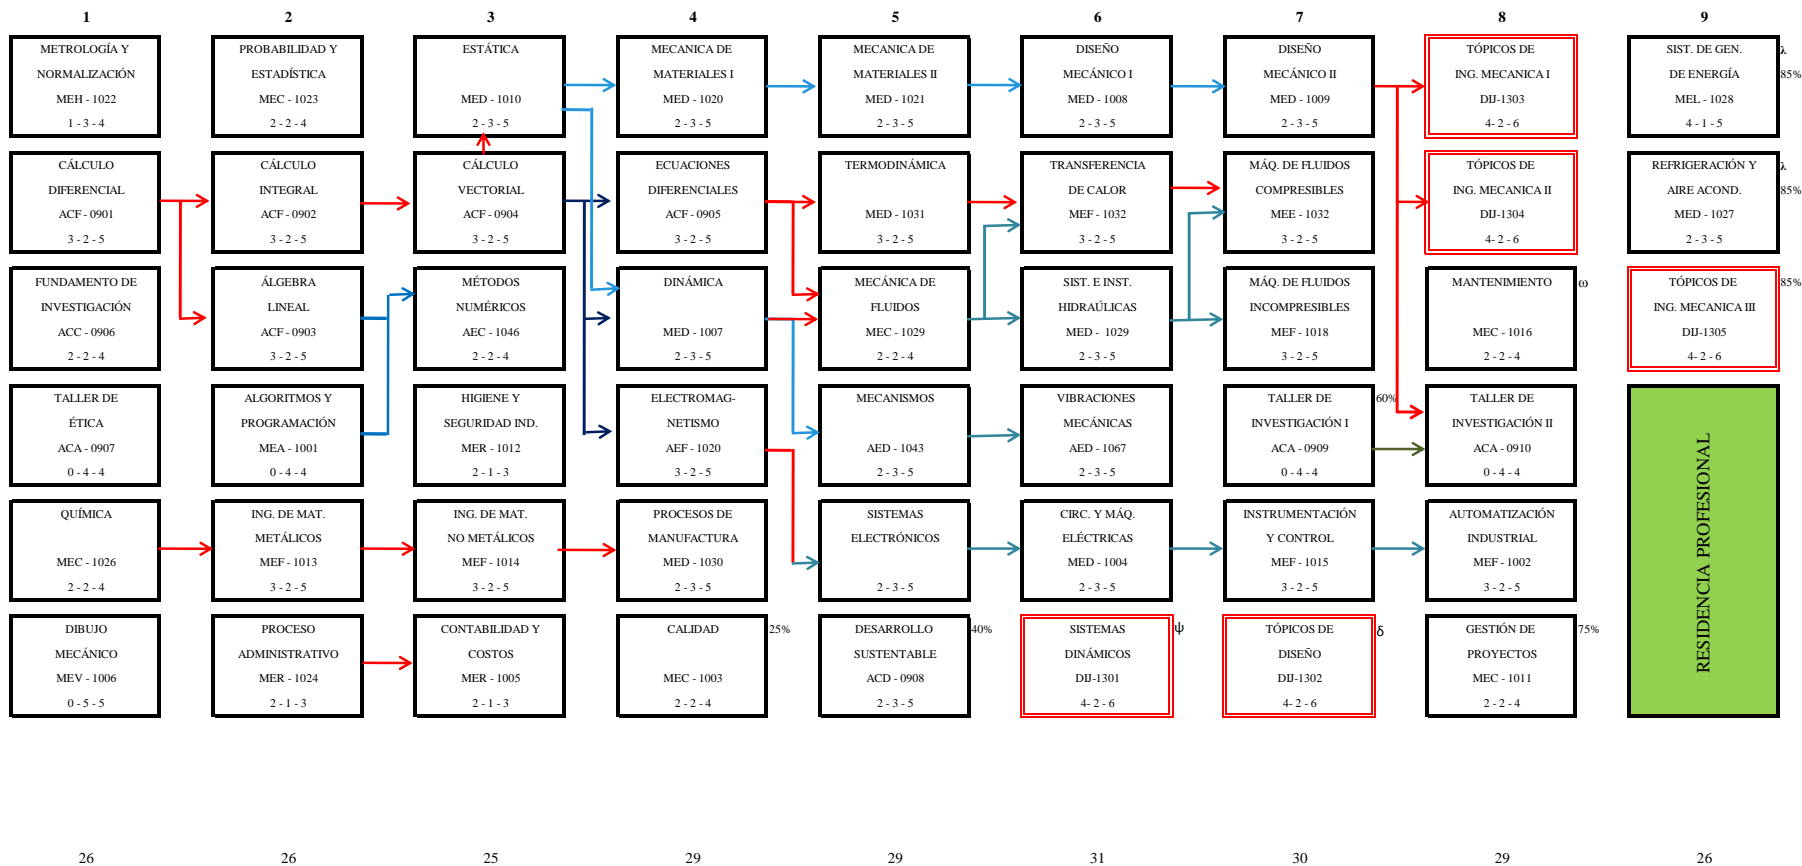 1
2
3
4
5
6
7
8
9
METROLOGÍA Y
NORMALIZACIÓN
MEH - 1022
1 - 3 - 4
PROBABILIDAD Y
ESTADÍSTICA
MEC - 1023
2 - 2 - 4
ESTÁTICA
MED - 1010
2 - 3 - 5
MECANICA DE
MATERIALES I
MED - 1020
2 - 3 - 5
MECANICA DE
MATERIALES II
MED - 1021
2 - 3 - 5
DISEÑO
MECÁNICO I
MED - 1008
2 - 3 - 5
DISEÑO
MECÁNICO II
MED - 1009
2 - 3 - 5
TÓPICOS DE
ING. MECANICA I
DIJ-1303
4- 2 - 6
SIST. DE GEN.
DE ENERGÍA
MEL - 1028
4 - 1 - 5
λ
85%
CÁLCULO
DIFERENCIAL
ACF - 0901
3 - 2 - 5
CÁLCULO
INTEGRAL
ACF - 0902
3 - 2 - 5
CÁLCULO
VECTORIAL
ACF - 0904
3 - 2 - 5
ECUACIONES
DIFERENCIALES
ACF - 0905
3 - 2 - 5
TERMODINÁMICA
MED - 1031
3 - 2 - 5
TRANSFERENCIA
DE CALOR
MEF - 1032
3 - 2 - 5
MÁQ. DE FLUIDOS
COMPRESIBLES
MEE - 1032
3 - 2 - 5
TÓPICOS DE
ING. MECANICA II
DIJ-1304
4- 2 - 6
REFRIGERACIÓN Y
AIRE ACOND.
MED - 1027
2 - 3 - 5
λ
85%
FUNDAMENTO DE
INVESTIGACIÓN
ACC - 0906
2 - 2 - 4
ÁLGEBRA
LINEAL
ACF - 0903
3 - 2 - 5
MÉTODOS
NUMÉRICOS
AEC - 1046
2 - 2 - 4
DINÁMICA
MED - 1007
2 - 3 - 5
MECÁNICA DE
FLUIDOS
MEC - 1029
2 - 2 - 4
SIST. E INST.
HIDRAÚLICAS
MED - 1029
2 - 3 - 5
MÁQ. DE FLUIDOS
INCOMPRESIBLES
MEF - 1018
3 - 2 - 5
MANTENIMIENTO
MEC - 1016
2 - 2 - 4
ω
TÓPICOS DE
ING. MECANICA III
DIJ-1305
4- 2 - 6
85%
TALLER DE
ÉTICA
ACA - 0907
0 - 4 - 4
ALGORITMOS Y
PROGRAMACIÓN
MEA - 1001
0 - 4 - 4
HIGIENE Y
SEGURIDAD IND.
MER - 1012
2 - 1 - 3
ELECTROMAG-
NETISMO
AEF - 1020
3 - 2 - 5
MECANISMOS
AED - 1043
2 - 3 - 5
VIBRACIONES
MECÁNICAS
AED - 1067
2 - 3 - 5
TALLER DE
INVESTIGACIÓN I
ACA - 0909
0 - 4 - 4
60%
TALLER DE
INVESTIGACIÓN II
ACA - 0910
0 - 4 - 4
RESIDENCIA PROFESIONAL
QUÍMICA
MEC - 1026
2 - 2 - 4
ING. DE MAT.
METÁLICOS
MEF - 1013
3 - 2 - 5
ING. DE MAT.
NO METÁLICOS
MEF - 1014
3 - 2 - 5
PROCESOS DE
MANUFACTURA
MED - 1030
2 - 3 - 5
SISTEMAS
ELECTRÓNICOS
2 - 3 - 5
CIRC. Y MÁQ.
ELÉCTRICAS
MED - 1004
2 - 3 - 5
INSTRUMENTACIÓN
Y CONTROL
MEF - 1015
3 - 2 - 5
AUTOMATIZACIÓN
INDUSTRIAL
MEF - 1002
3 - 2 - 5
DIBUJO
MECÁNICO
MEV - 1006
0 - 5 - 5
PROCESO
ADMINISTRATIVO
MER - 1024
2 - 1 - 3
CONTABILIDAD Y
COSTOS
MER - 1005
2 - 1 - 3
CALIDAD
MEC - 1003
2 - 2 - 4
25%
DESARROLLO
SUSTENTABLE
ACD - 0908
2 - 3 - 5
40%
SISTEMAS
DINÁMICOS
DIJ-1301
4- 2 - 6
ψ
TÓPICOS DE
DISEÑO
DIJ-1302
4- 2 - 6
δ
GESTIÓN DE
PROYECTOS
MEC - 1011
2 - 2 - 4
75%
26
26
25
29
29
31
30
29
26